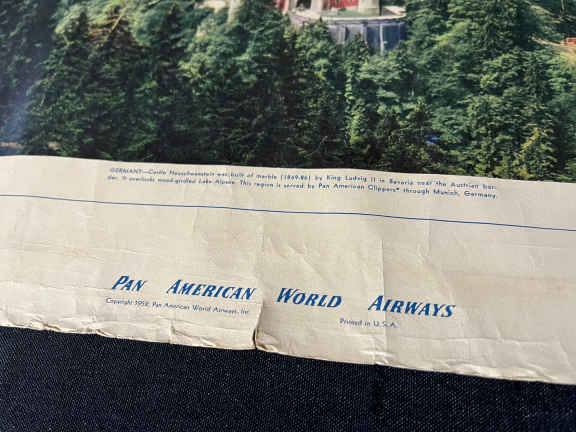 GERMANY—Castle Neuschwanstein was built of marble (1869-86) by King Ludwig II in Bavaria near the Austrian bor-
der. It overlooks wood-girdled Lake Alpsee. This region is served by Pan American Clippers* through Munich, Germany.
PAN AMERICAN WORLD AIRWAYS
Copyright 1958, Pan American World Airways, Inc.
Printed in U.S.A.